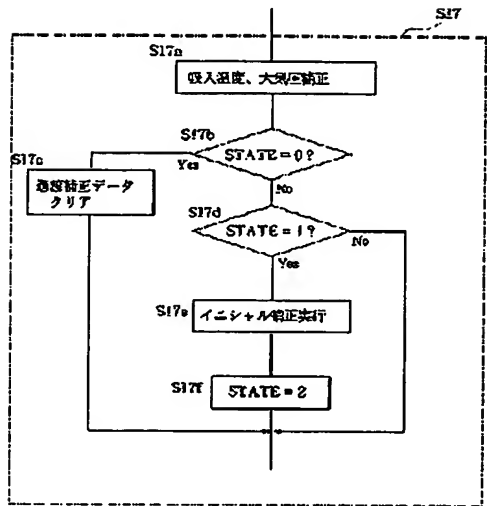 S17
S17a
吸入温度、大気圧補正
S17b
STATE=0?
Yes
No
S17c
過渡補正データ
クリア
S17d
STATE=1?
No
Yes
S17e
イニシャル補正実行
S17f
STATE=2